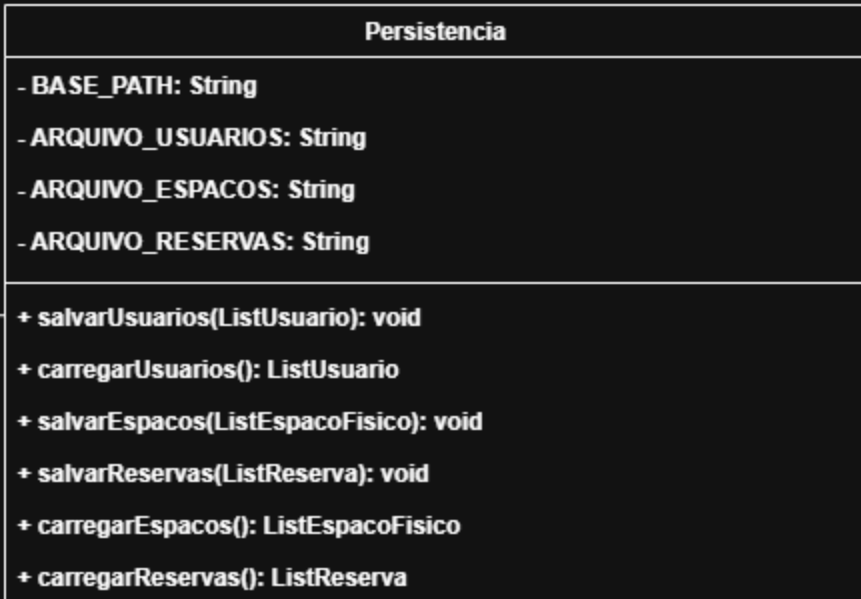 Persistencia
- BASE_PATH: String
- ARQUIVO_USUARIOS: String
- ARQUIVO_ESPACOS: String
- ARQUIVO_RESERVAS: String
+ salvarUsuarios(ListUsuario): void
+ carregarUsuarios(): ListUsuario
+ salvarEspacos(ListEspacoFisico): void
+ salvarReservas(ListReserva): void
+ carregarEspacos(): ListEspacoFisico
+ carregarReservas(): ListReserva